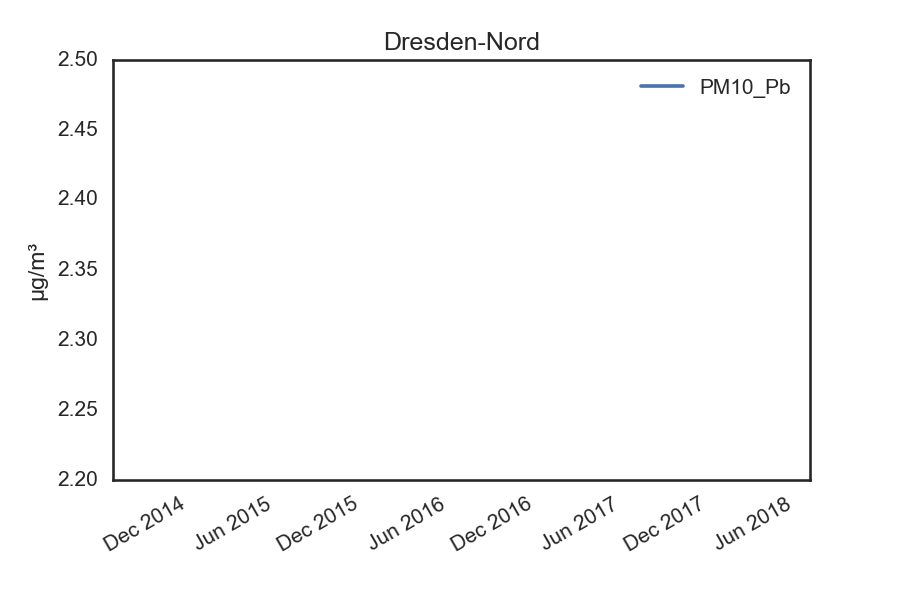 Dresden-Nord
PM10_Pb
µg/m³
2.50
2.45
2.40
2.35
2.30
2.25
2.20
Dec 2014
Jun 2015
Dec 2015
Jun 2016
Dec 2016
Jun 2017
Dec 2017
Jun 2018